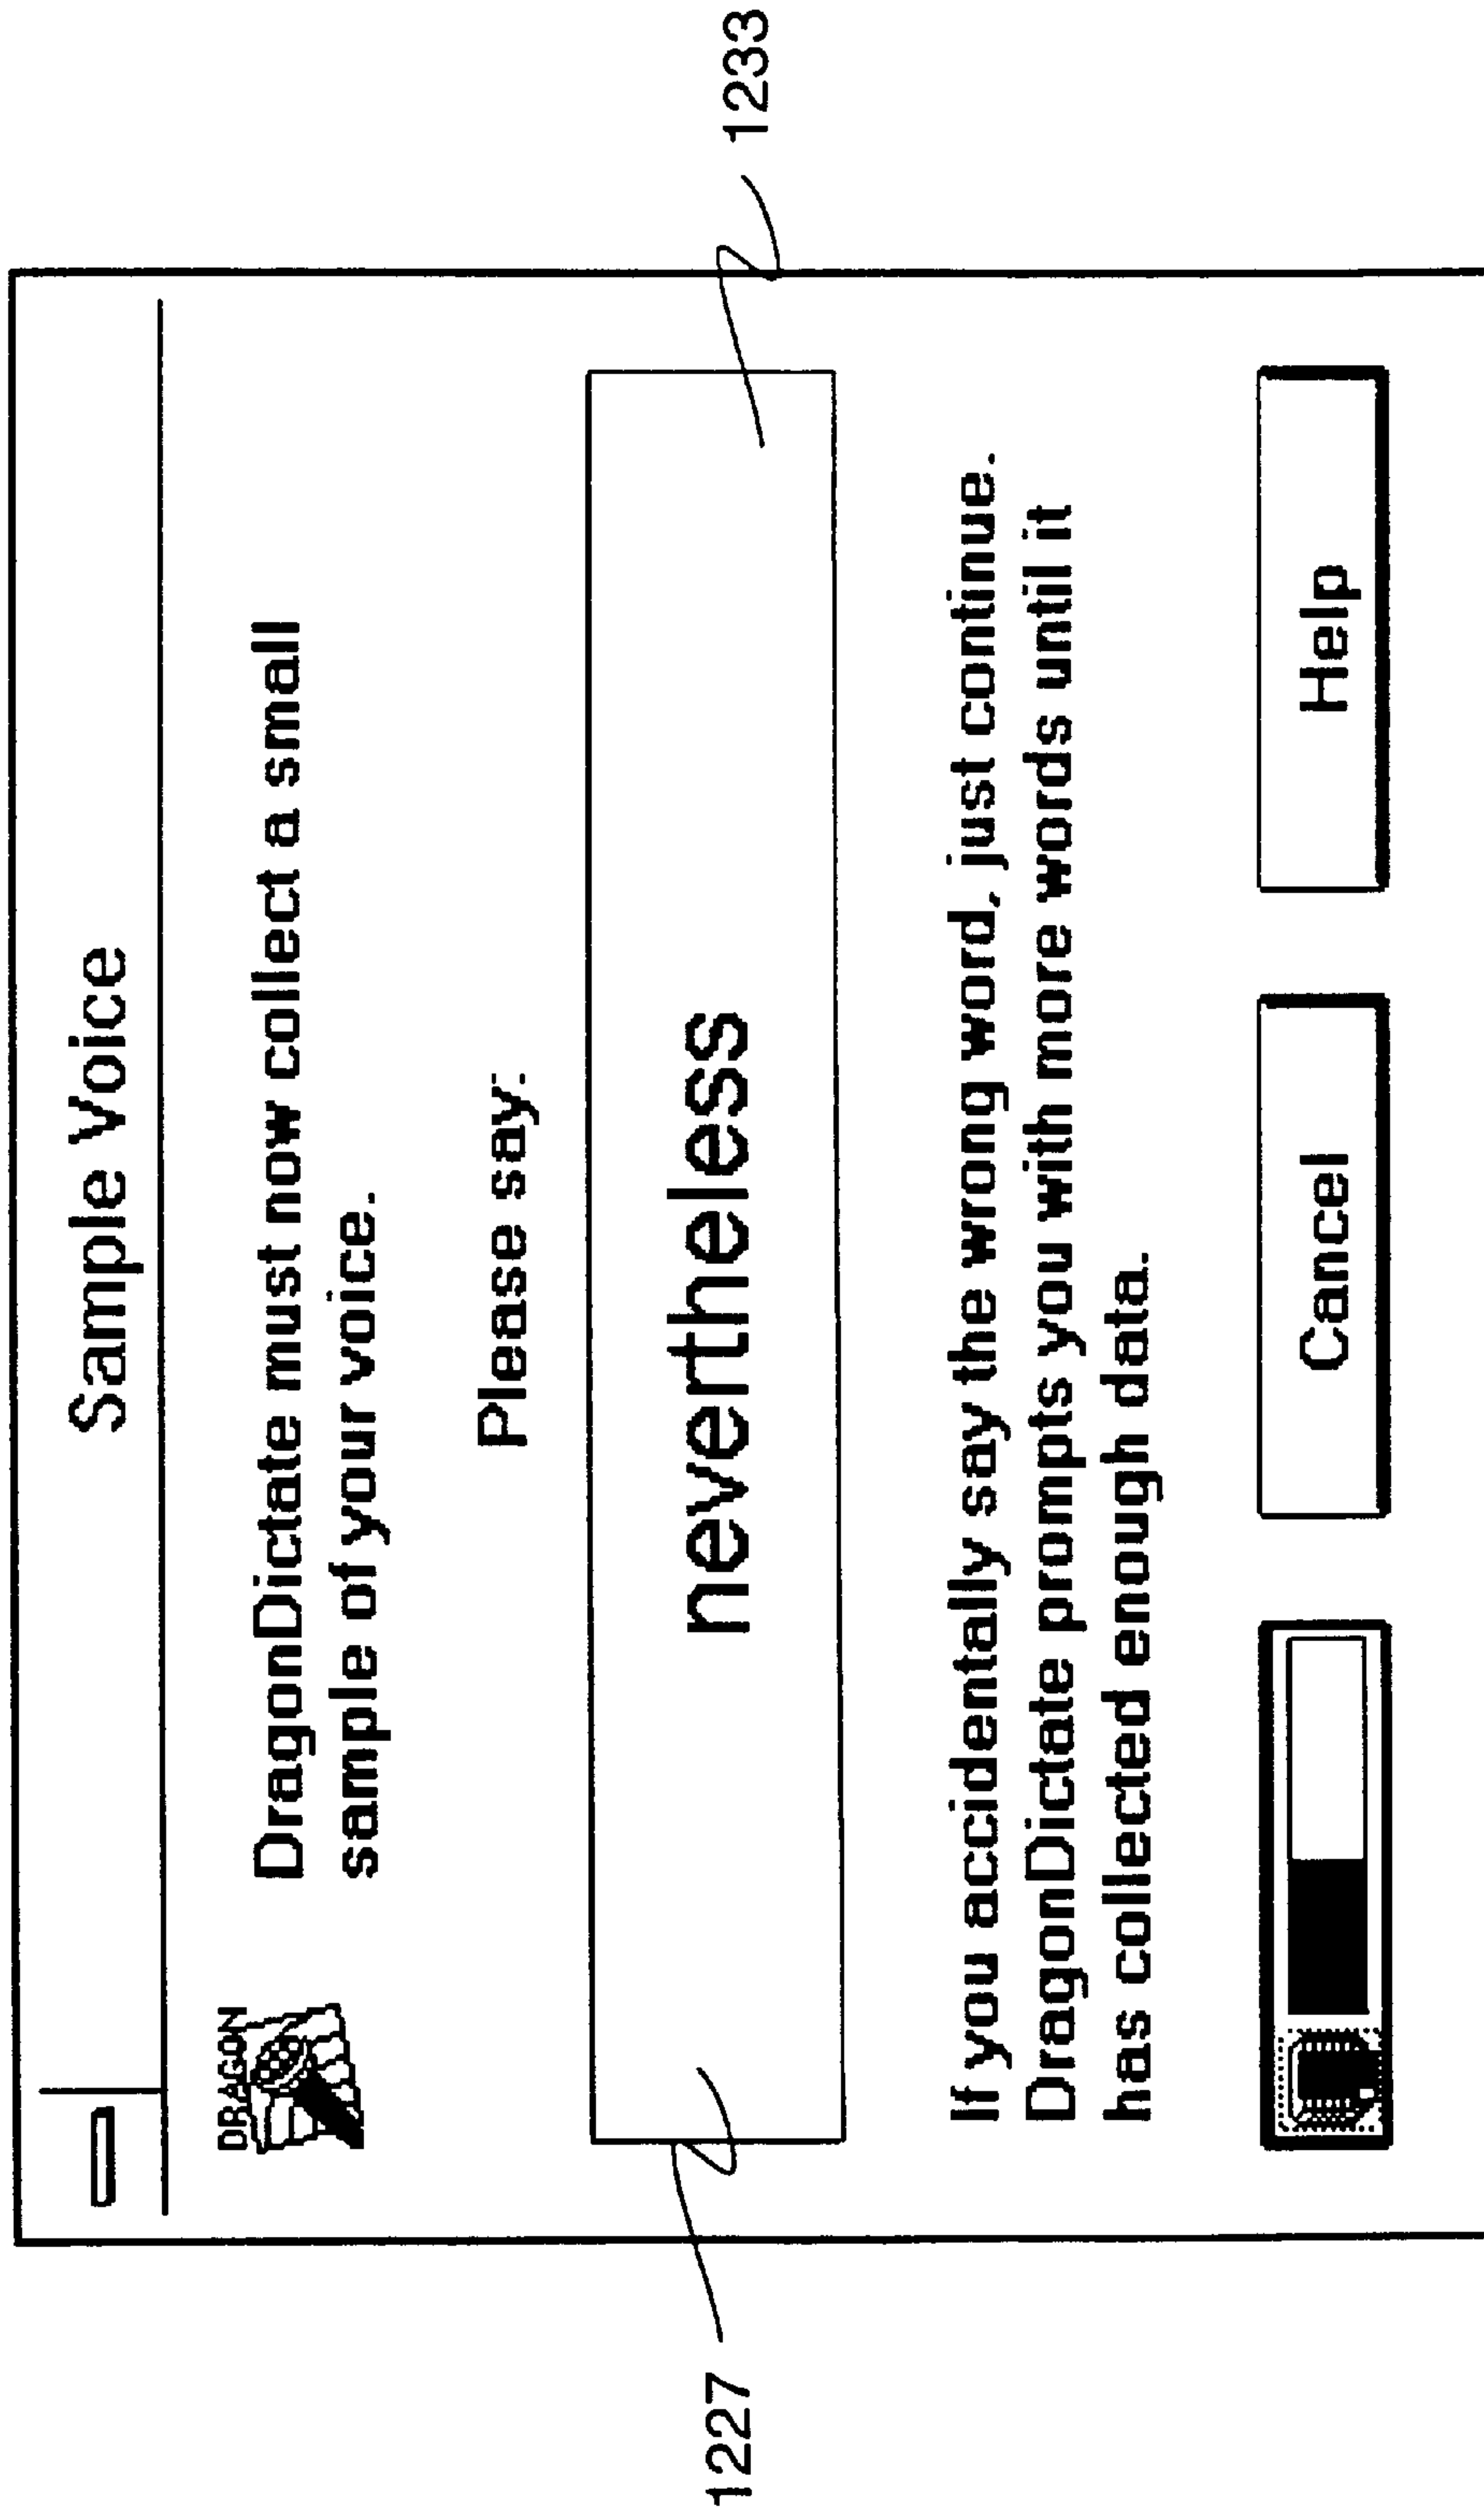 Sample Voice
DRAGON
DragonDictate must now collect a small
sample of your voice.
Please say:
nevertheless
1227
1233
If you accidentally say the wrong word, just continue.
DragonDictate prompts you with more words until it
has collected enough data.
Cancel
Help